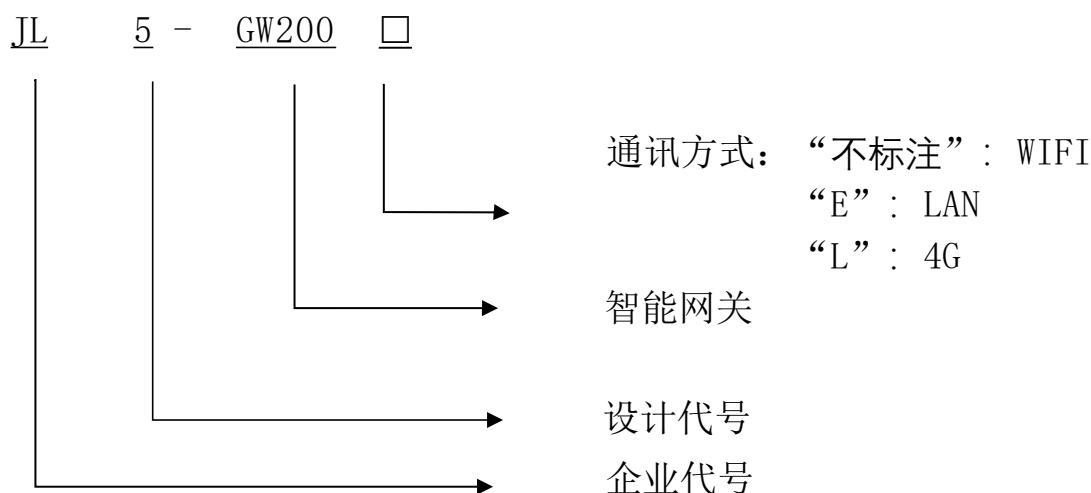 JL 5 - GW200 □
通讯方式：“不标注”: WIFI
“E”: LAN
“L”: 4G
智能网关
设计代号
企业代号